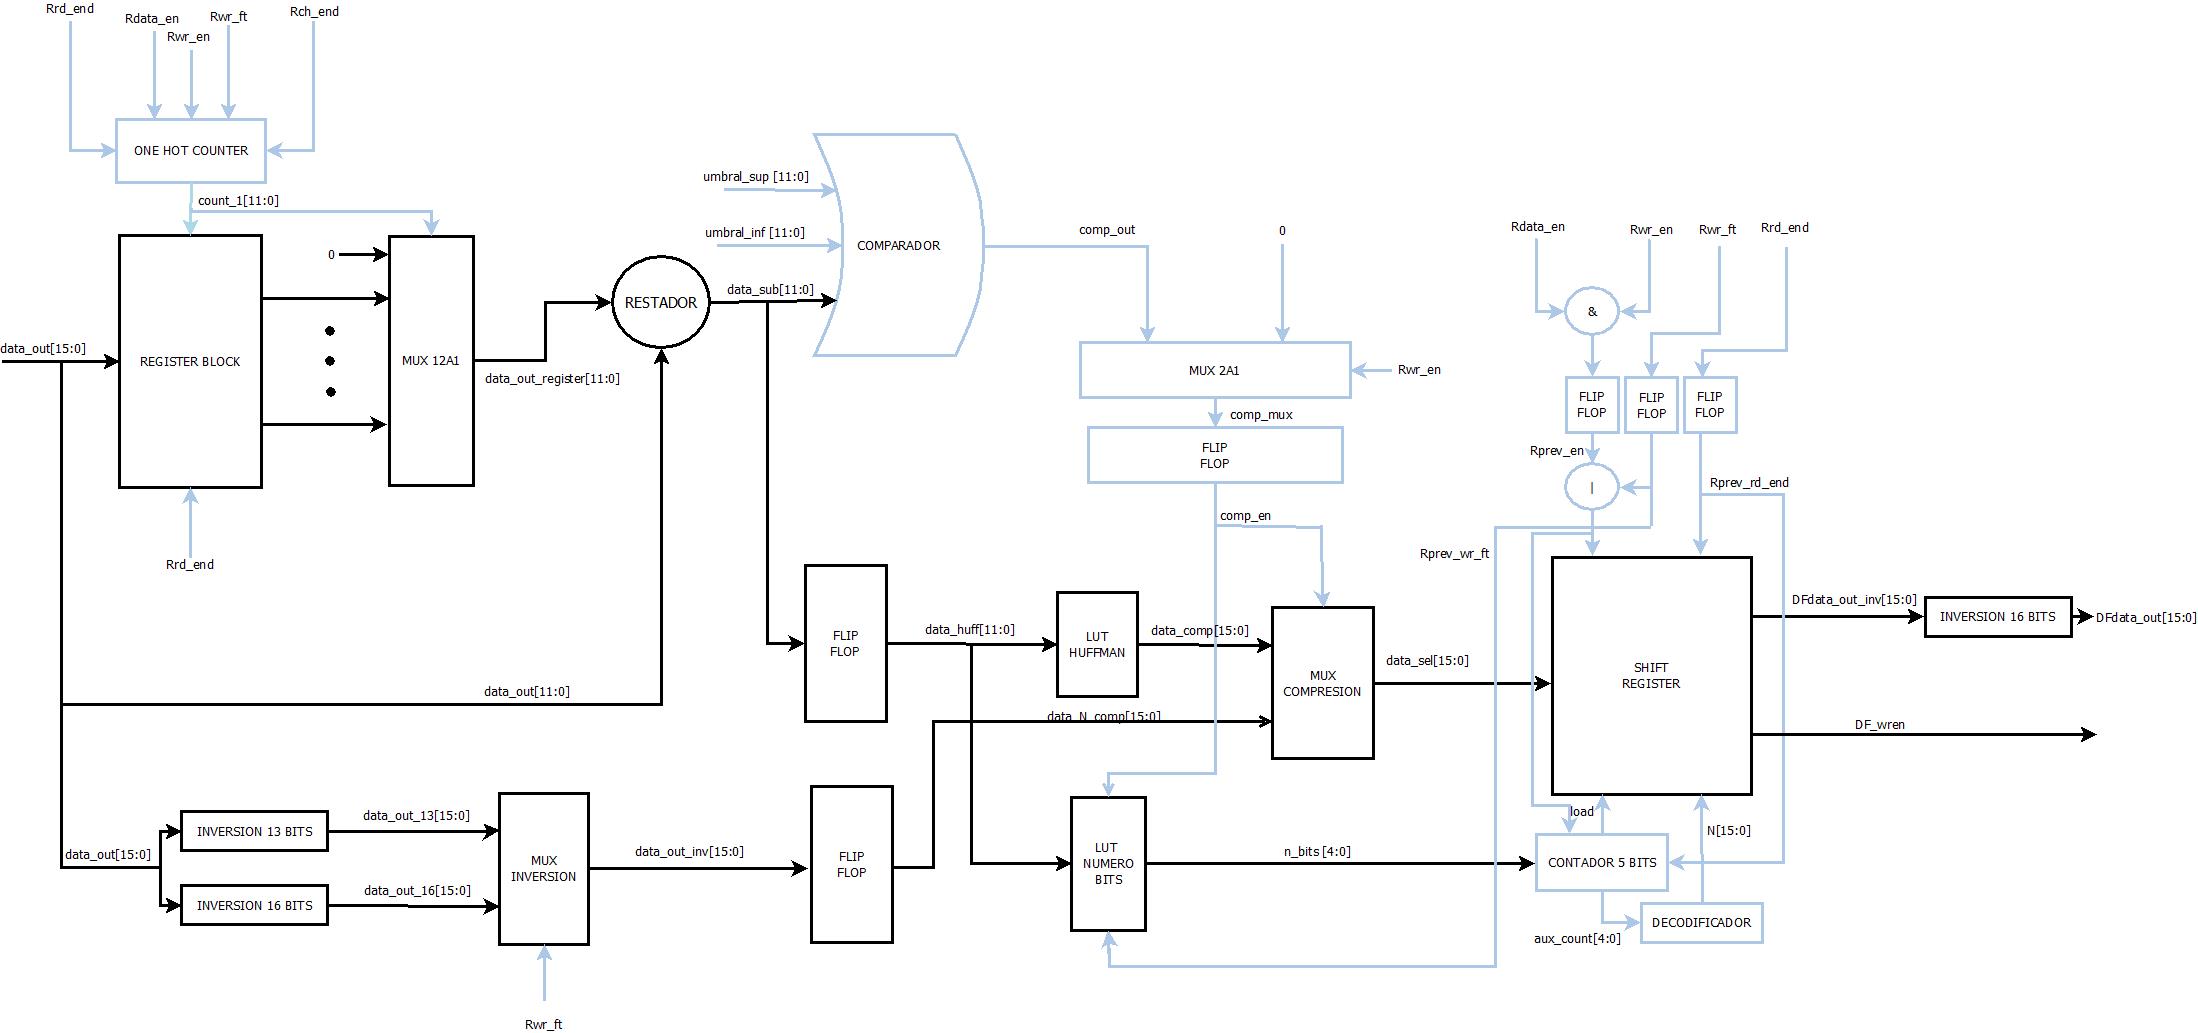 Rrd_end
Rdata_en
Rwr_en
Rwr_ft
Rch_end
ONE HOT COUNTER
count_1[11:0]
0
REGISTER BLOCK
MUX 12A1
data_out[15:0]
data_out_register[11:0]
Rrd_end
RESTADOR
data_sub[11:0]
umbral_sup [11:0]
umbral_inf [11:0]
COMPARADOR
comp_out
0
MUX 2A1
Rwr_en
comp_mux
FLIP
FLOP
comp_en
Rdata_en
Rwr_en
Rwr_ft
Rrd_end
&
FLIP
FLOP
FLIP
FLOP
FLIP
FLOP
Rprev_en
|
Rprev_rd_end
Rprev_wr_ft
data_out[11:0]
FLIP
FLOP
data_huff[11:0]
LUT
HUFFMAN
data_comp[15:0]
data_N_comp[15:0]
MUX
COMPRESION
data_sel[15:0]
SHIFT
REGISTER
DFdata_out_inv[15:0]
INVERSION 16 BITS
DFdata_out[15:0]
DF_wren
data_out[15:0]
INVERSION 13 BITS
data_out_13[15:0]
INVERSION 16 BITS
data_out_16[15:0]
MUX
INVERSION
Rwr_ft
data_out_inv[15:0]
FLIP
FLOP
LUT
NUMERO
BITS
n_bits [4:0]
load
N[15:0]
CONTADOR 5 BITS
DECODIFICADOR
aux_count[4:0]